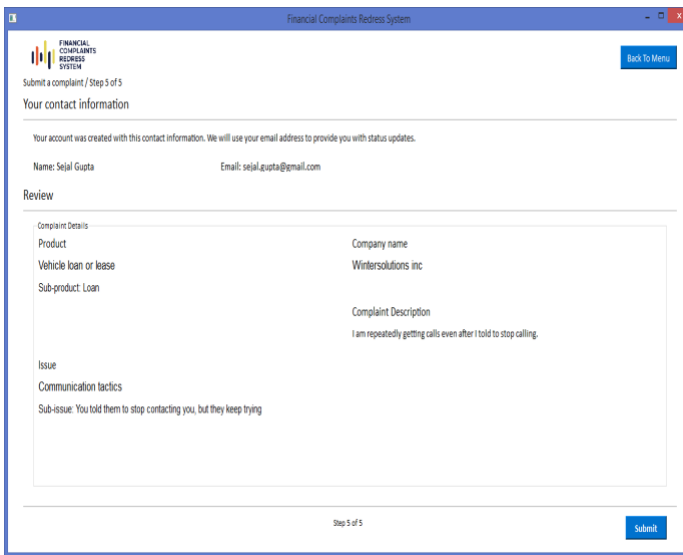 Financial Complaints Redress System
FINANCIAL
COMPLAINTS
REDRESS
SYSTEM
Back To Menu
Submit a complaint / Step 5 of 5
Your contact information
Your account was created with this contact information. We will use your email address to provide you with status updates.
Name: Sejal Gupta
Email: sejal.gupta@gmail.com
Review
Complaint Details
Product
Company name
Vehicle loan or lease
Wintersolutions inc
Sub-product: Loan
Complaint Description
I am repeatedly getting calls even after I told to stop calling.
Issue
Communication tactics
Sub-issue: You told them to stop contacting you, but they keep trying
Step 5 of 5
Submit